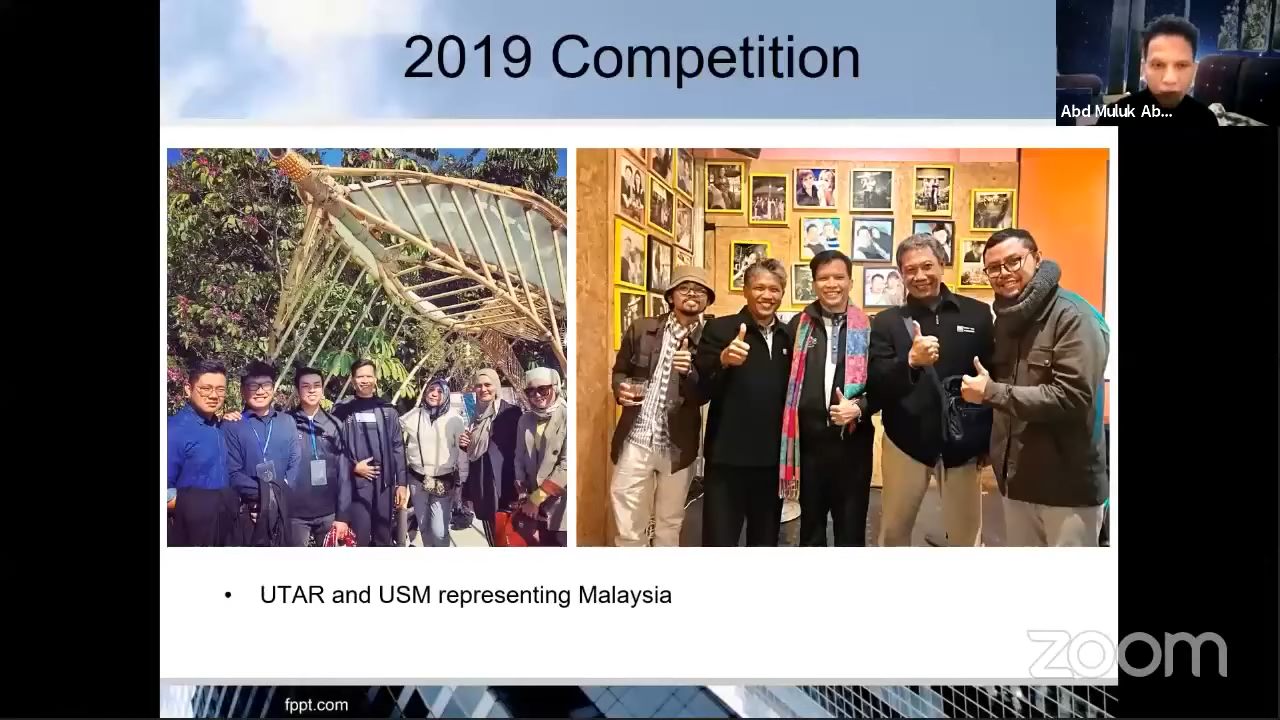 2019 Competition
Abd Muluk Ab...
• UTAR and USM representing Malaysia
zoom
fppt.com